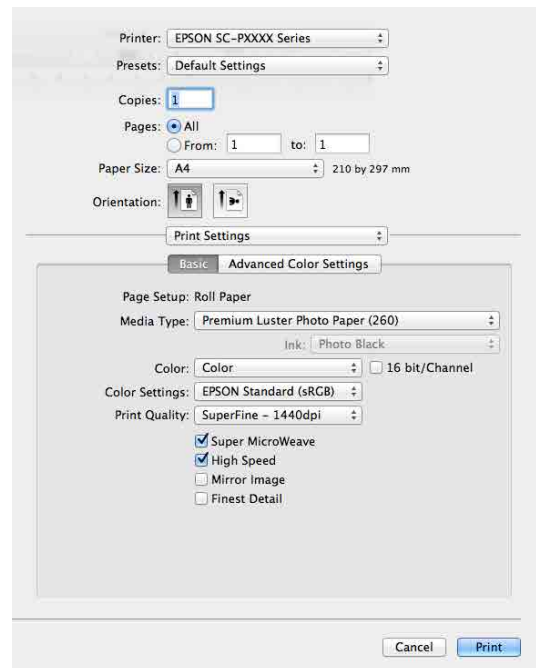 Printer: EPSON SC-PXXXX Series
Presets: Default Settings
Copies: 1
Pages: All
From: 1 to: 1
Paper Size: A4 210 by 297 mm
Orientation:
Print Settings
Basic Advanced Color Settings
Page Setup: Roll Paper
Media Type: Premium Luster Photo Paper (260)
Ink: Photo Black
Color: Color 16 bit/Channel
Color Settings: EPSON Standard (sRGB)
Print Quality: SuperFine – 1440dpi
Super MicroWeave
High Speed
Mirror Image
Finest Detail
Cancel Print